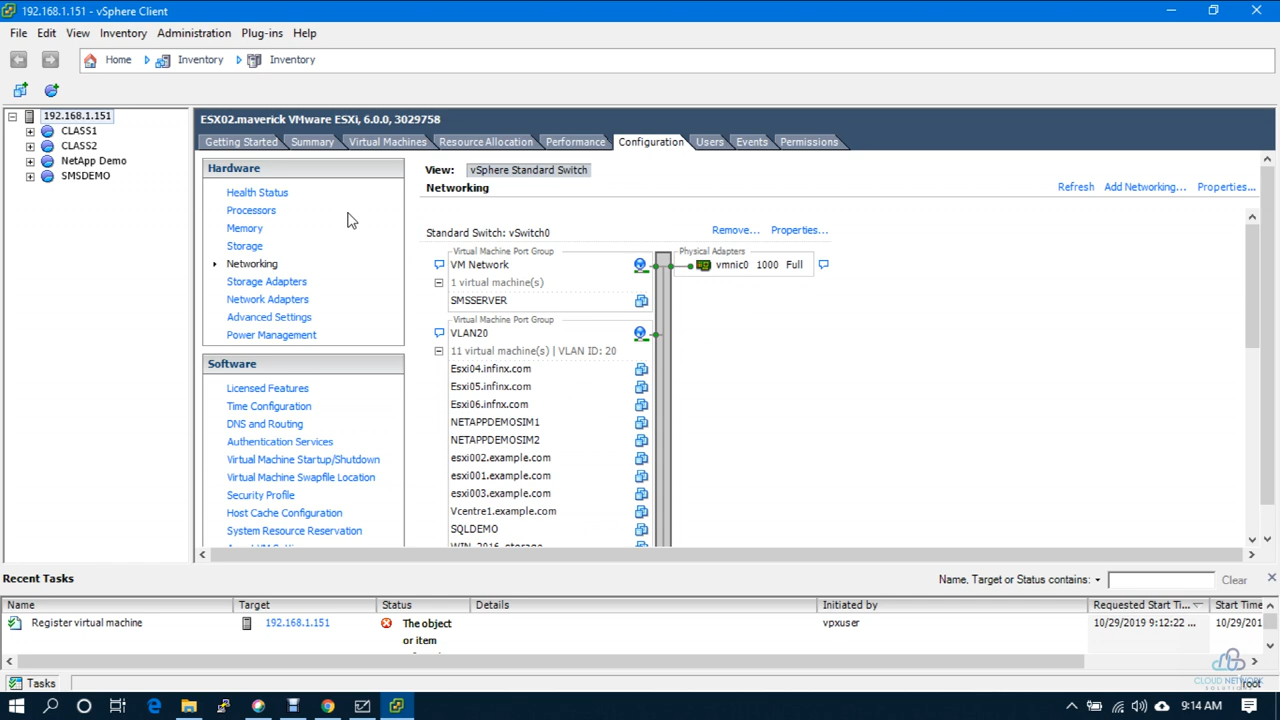 192.168.1.151 - vSphere Client
File Edit View Inventory Administration Plug-ins Help
Home Inventory Inventory
192.168.1.151
CLASS1
CLASS2
NetApp Demo
SMSDEMO
ESX02.maverick VMware ESXi, 6.0.0, 3029758
Getting Started Summary Virtual Machines Resource Allocation Performance Configuration Users Events Permissions
Hardware
Health Status
Processors
Memory
Storage
Networking
Storage Adapters
Network Adapters
Advanced Settings
Power Management
Software
Licensed Features
Time Configuration
DNS and Routing
Authentication Services
Virtual Machine Startup/Shutdown
Virtual Machine Swapfile Location
Security Profile
Host Cache Configuration
System Resource Reservation
View: vSphere Standard Switch
Networking
Refresh Add Networking... Properties...
Standard Switch: vSwitch0 Remove... Properties...
Virtual Machine Port Group Physical Adapters
VM Network vmnic0 1000 Full
1 virtual machine(s)
SMSSERVER
Virtual Machine Port Group
VLAN20
11 virtual machine(s) | VLAN ID: 20
Esxi04.infinx.com
Esxi05.infinx.com
Esxi06.infnx.com
NETAPPDEMOSIM1
NETAPPDEMOSIM2
esxi002.example.com
esxi001.example.com
esxi003.example.com
Vcentre1.example.com
SQLDEMO
WIN_2016_storage
Recent Tasks Name, Target or Status contains: Clear
Name Target Status Details Initiated by Requested Start Ti... Start Time
Register virtual machine 192.168.1.151 The object vpxuser 10/29/2019 9:12:22 ... 10/29/201
or item
Tasks root
CLOUD NETWORK
SOLUTIONS
9:14 AM